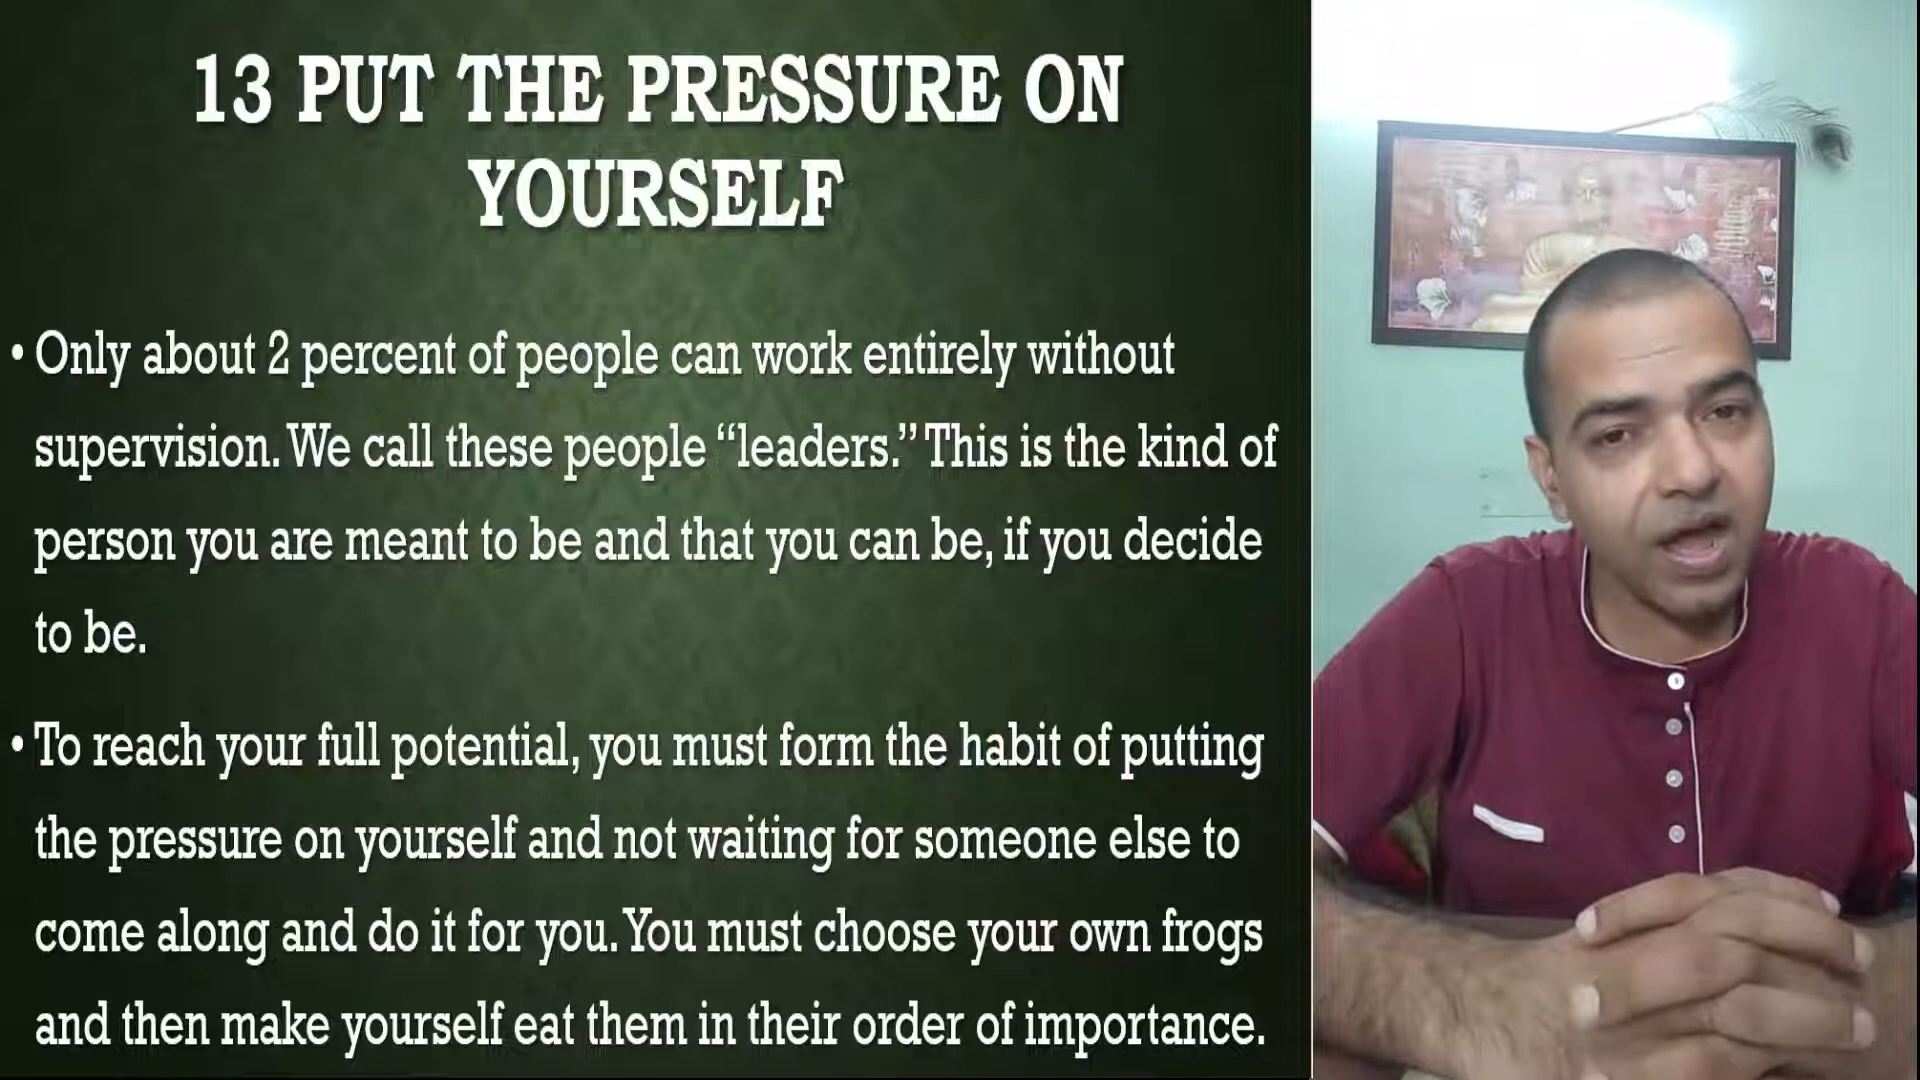 13 PUT THE PRESSURE ON
YOURSELF
• Only about 2 percent of people can work entirely without
supervision. We call these people “leaders.” This is the kind of
person you are meant to be and that you can be, if you decide
to be.
• To reach your full potential, you must form the habit of putting
the pressure on yourself and not waiting for someone else to
come along and do it for you. You must choose your own frogs
and then make yourself eat them in their order of importance.